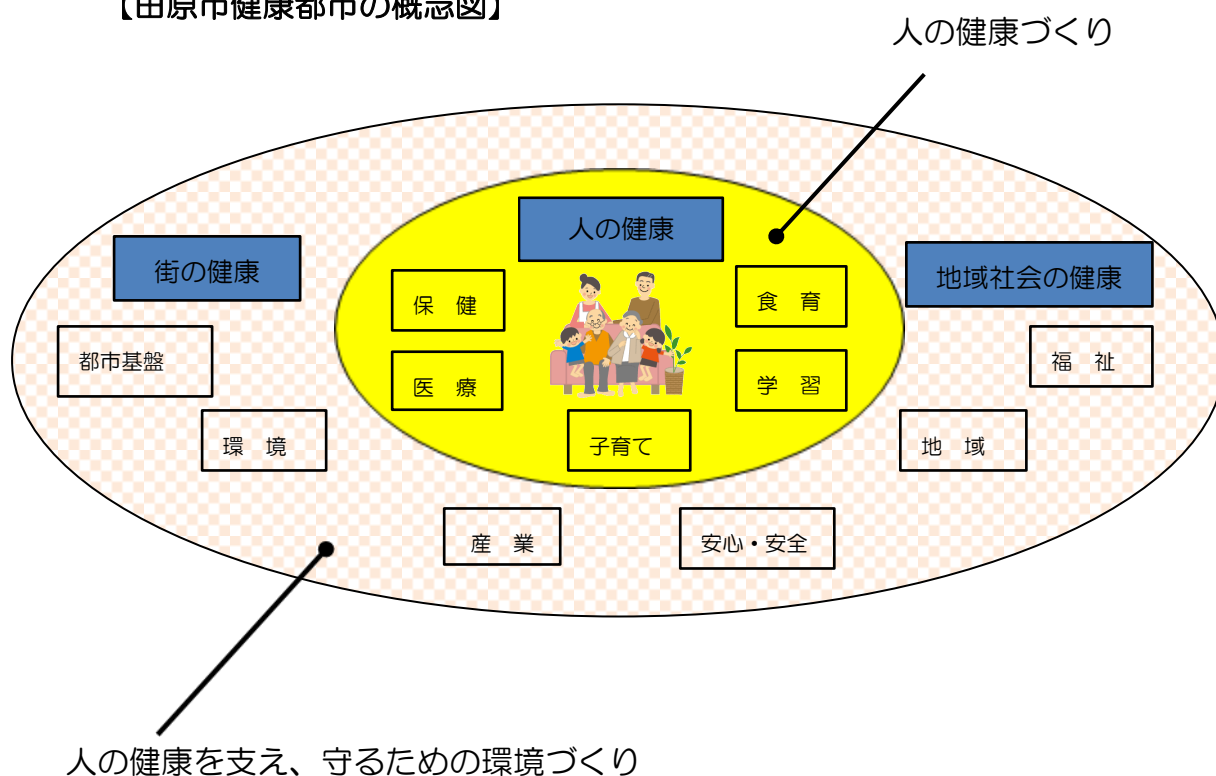 【田原市健康都市の概念図】
人の健康づくり
人の健康
街の健康
地域社会の健康
保　健
食　育
都市基盤
福　祉
医　療
学　習
環　境
子育て
地　域
産　業
安心・安全
人の健康を支え、守るための環境づくり